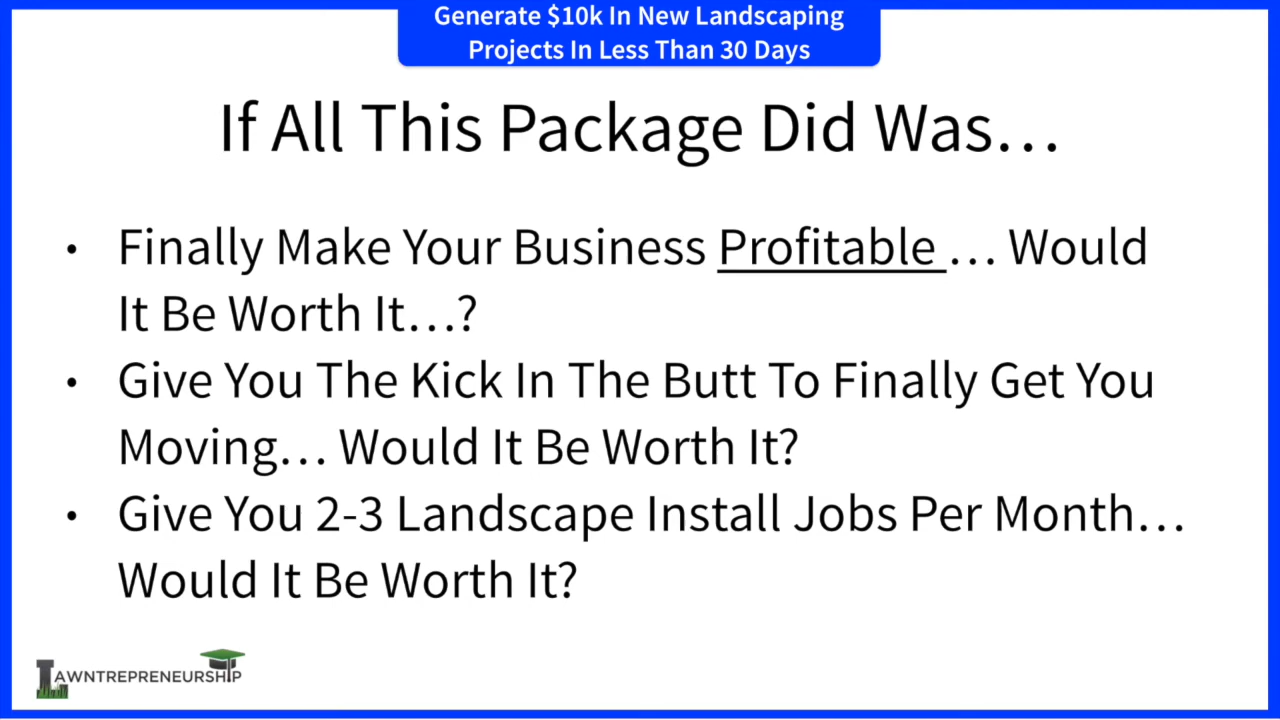 Generate $10k In New Landscaping
Projects In Less Than 30 Days
If All This Package Did Was...
• Finally Make Your Business Profitable ... Would
It Be Worth It...?
• Give You The Kick In The Butt To Finally Get You
Moving... Would It Be Worth It?
• Give You 2-3 Landscape Install Jobs Per Month...
Would It Be Worth It?
LAWNTREPRENEURSHIP